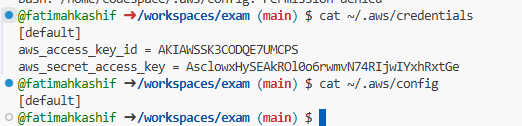 bash: /home/codespace/.aws/config: Permission denied
@fatimahkashif ➜/workspaces/exam (main) $ cat ~/.aws/credentials
[default]
aws_access_key_id = AKIAWSSK3CODQE7UMCPS
aws_secret_access_key = AsclowxHySEAkROl0o6rwmvN74RIjwIYxhRxtGe
@fatimahkashif ➜/workspaces/exam (main) $ cat ~/.aws/config
[default]
@fatimahkashif ➜/workspaces/exam (main) $